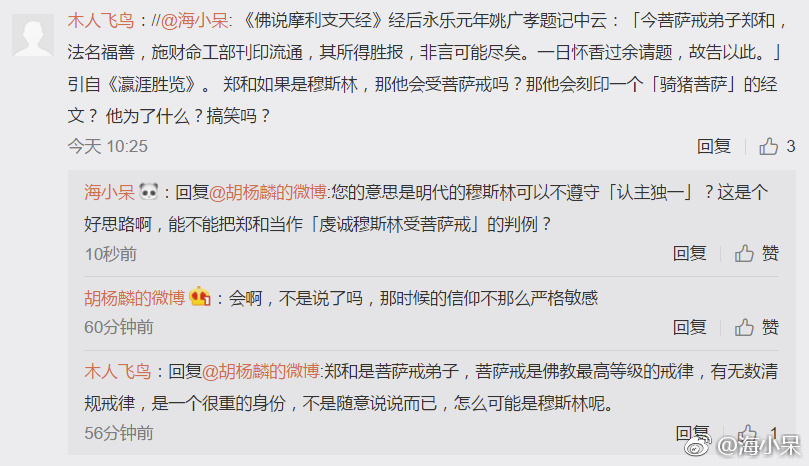 木人飞鸟：//@海小呆: 《佛说摩利支天经》经后永乐元年姚广孝题记中云：「今菩萨戒弟子郑和，
法名福善，施财命工部刊印流通，其所得胜报，非言可能尽矣。一日怀香过余请题，故告以此。」
引自《瀛涯胜览》。 郑和如果是穆斯林，那他会受菩萨戒吗？那他会刻印一个「骑猪菩萨」的经
文？ 他为了什么？搞笑吗？
今天 10:25
回复 3
海小呆：回复@胡杨麟的微博:您的意思是明代的穆斯林可以不遵守「认主独一」？这是个
好思路啊，能不能把郑和当作「虔诚穆斯林受菩萨戒」的判例？
10秒前
回复 赞
胡杨麟的微博：会啊，不是说了吗，那时候的信仰不那么严格敏感
60分钟前
回复 赞
木人飞鸟：回复@胡杨麟的微博:郑和是菩萨戒弟子，菩萨戒是佛教最高等级的戒律，有无数清
规戒律，是一个很重的身份，不是随意说说而已，怎么可能是穆斯林呢。
56分钟前
回复 1
@海小呆